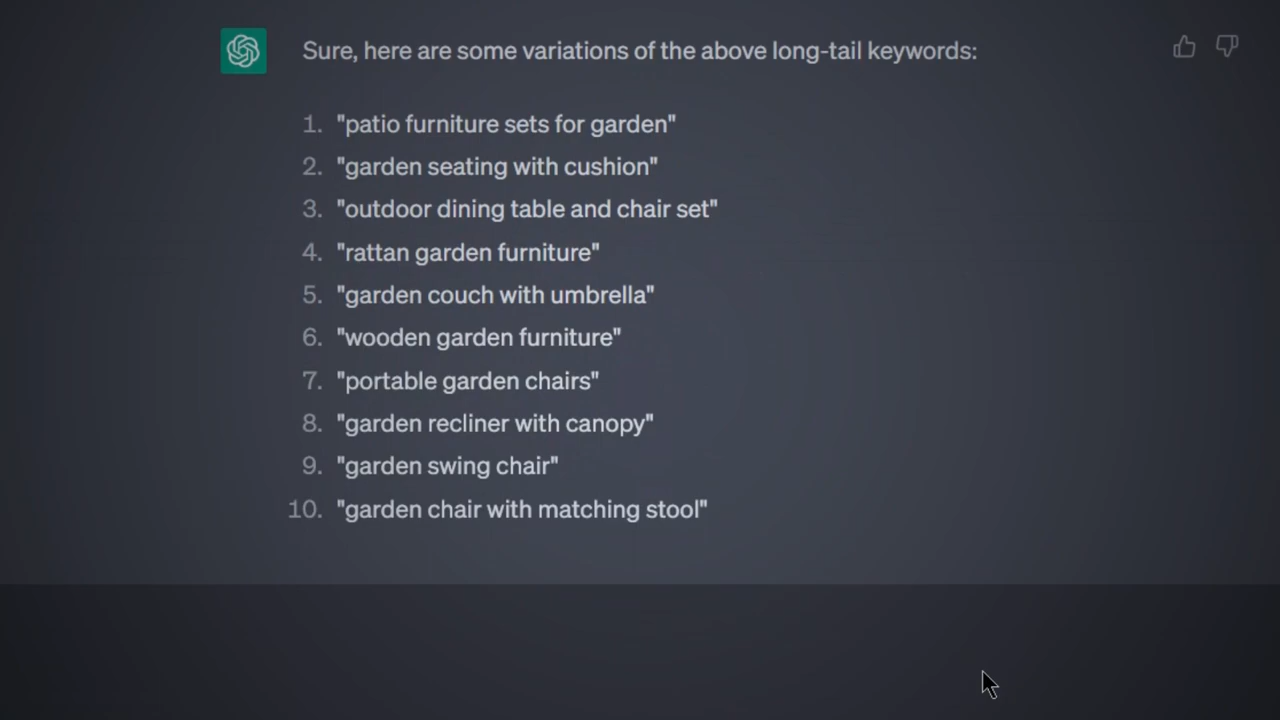 Sure, here are some variations of the above long-tail keywords:
1. "patio furniture sets for garden"
2. "garden seating with cushion"
3. "outdoor dining table and chair set"
4. "rattan garden furniture"
5. "garden couch with umbrella"
6. "wooden garden furniture"
7. "portable garden chairs"
8. "garden recliner with canopy"
9. "garden swing chair"
10. "garden chair with matching stool"